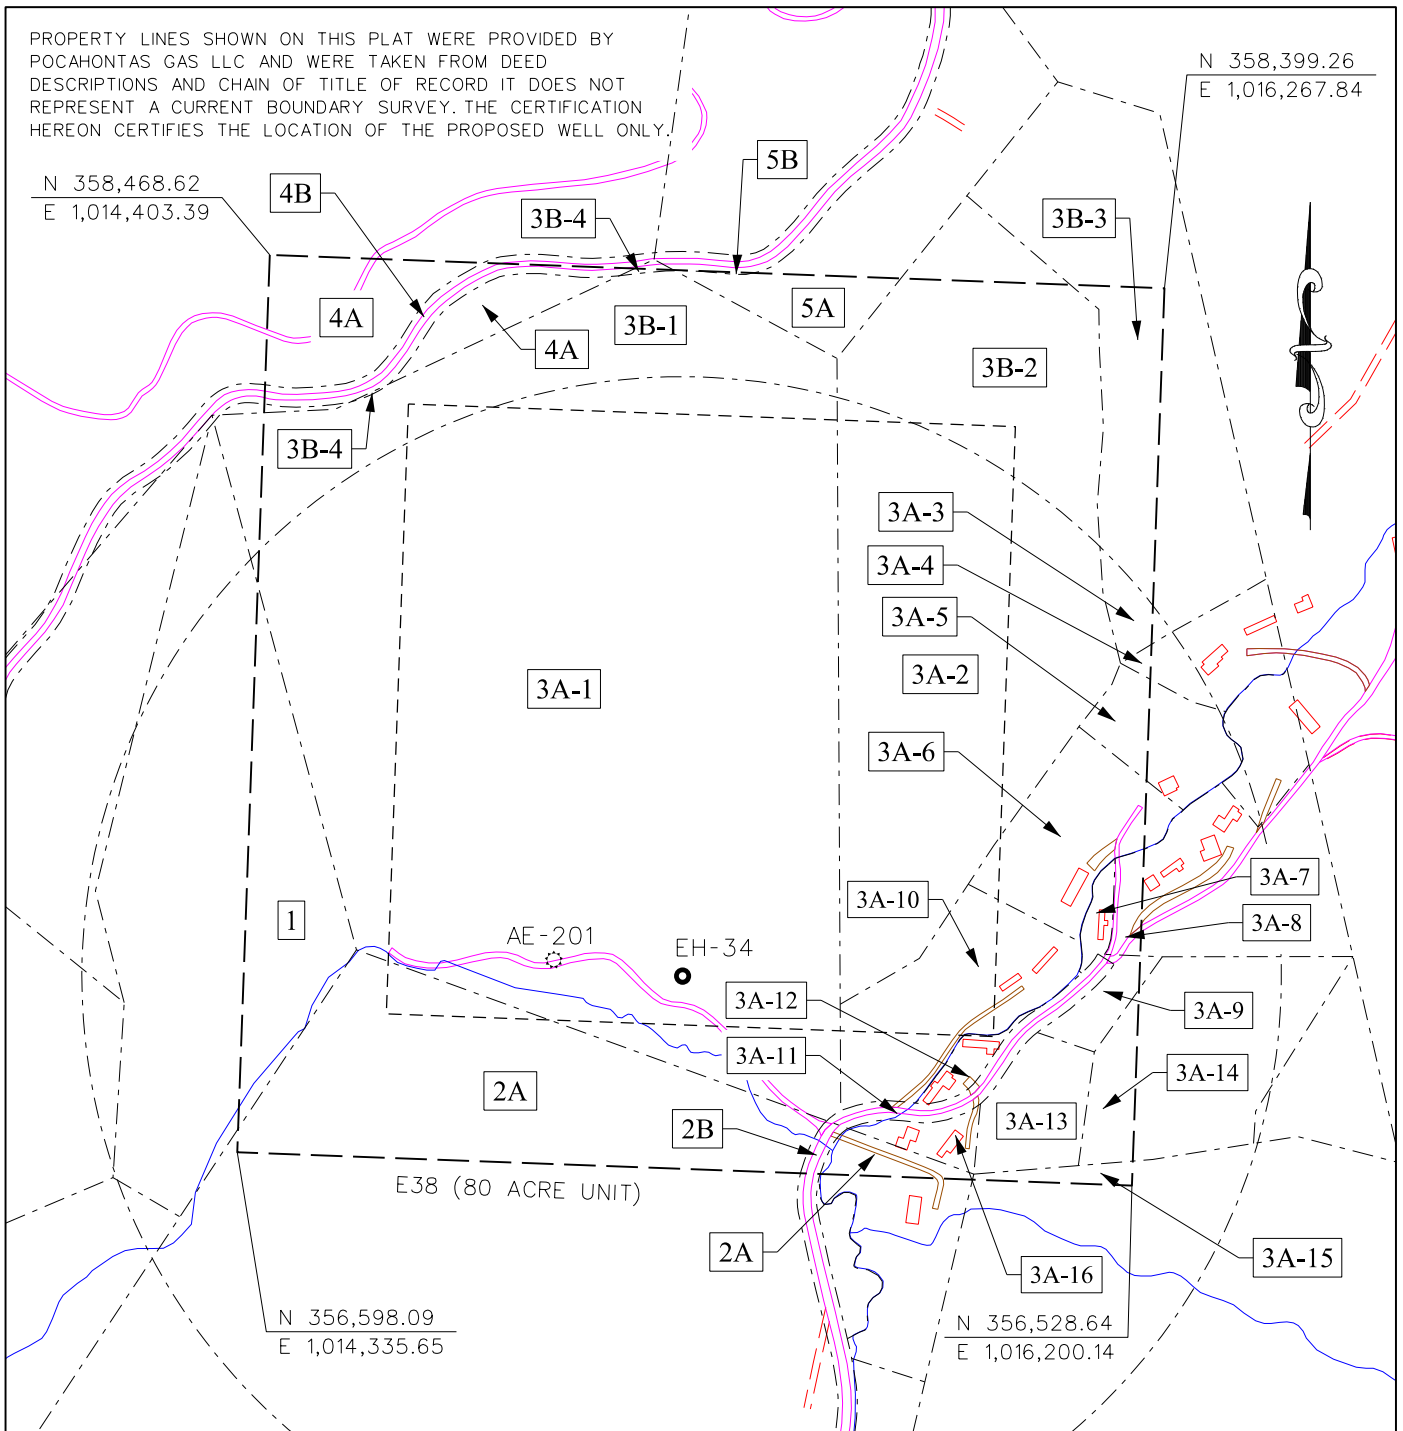 PROPERTY LINES SHOWN ON THIS PLAT WERE PROVIDED BY
POCAHONTAS GAS LLC AND WERE TAKEN FROM DEED
DESCRIPTIONS AND CHAIN OF TITLE OF RECORD IT DOES NOT
REPRESENT A CURRENT BOUNDARY SURVEY. THE CERTIFICATION
HEREON CERTIFIES THE LOCATION OF THE PROPOSED WELL ONLY.
N 358,399.26
E 1,016,267.84
N 358,468.62
E 1,014,403.39
4B
5B
3B-4
3B-3
4A
5A
3B-1
4A
3B-2
3B-4
3A-3
3A-4
3A-5
3A-2
3A-1
3A-6
3A-7
3A-10
3A-8
1
AE-201
EH-34
3A-12
3A-9
3A-11
3A-14
2A
3A-13
2B
E38 (80 ACRE UNIT)
2A
3A-15
3A-16
N 356,598.09
E 1,014,335.65
N 356,528.64
E 1,016,200.14